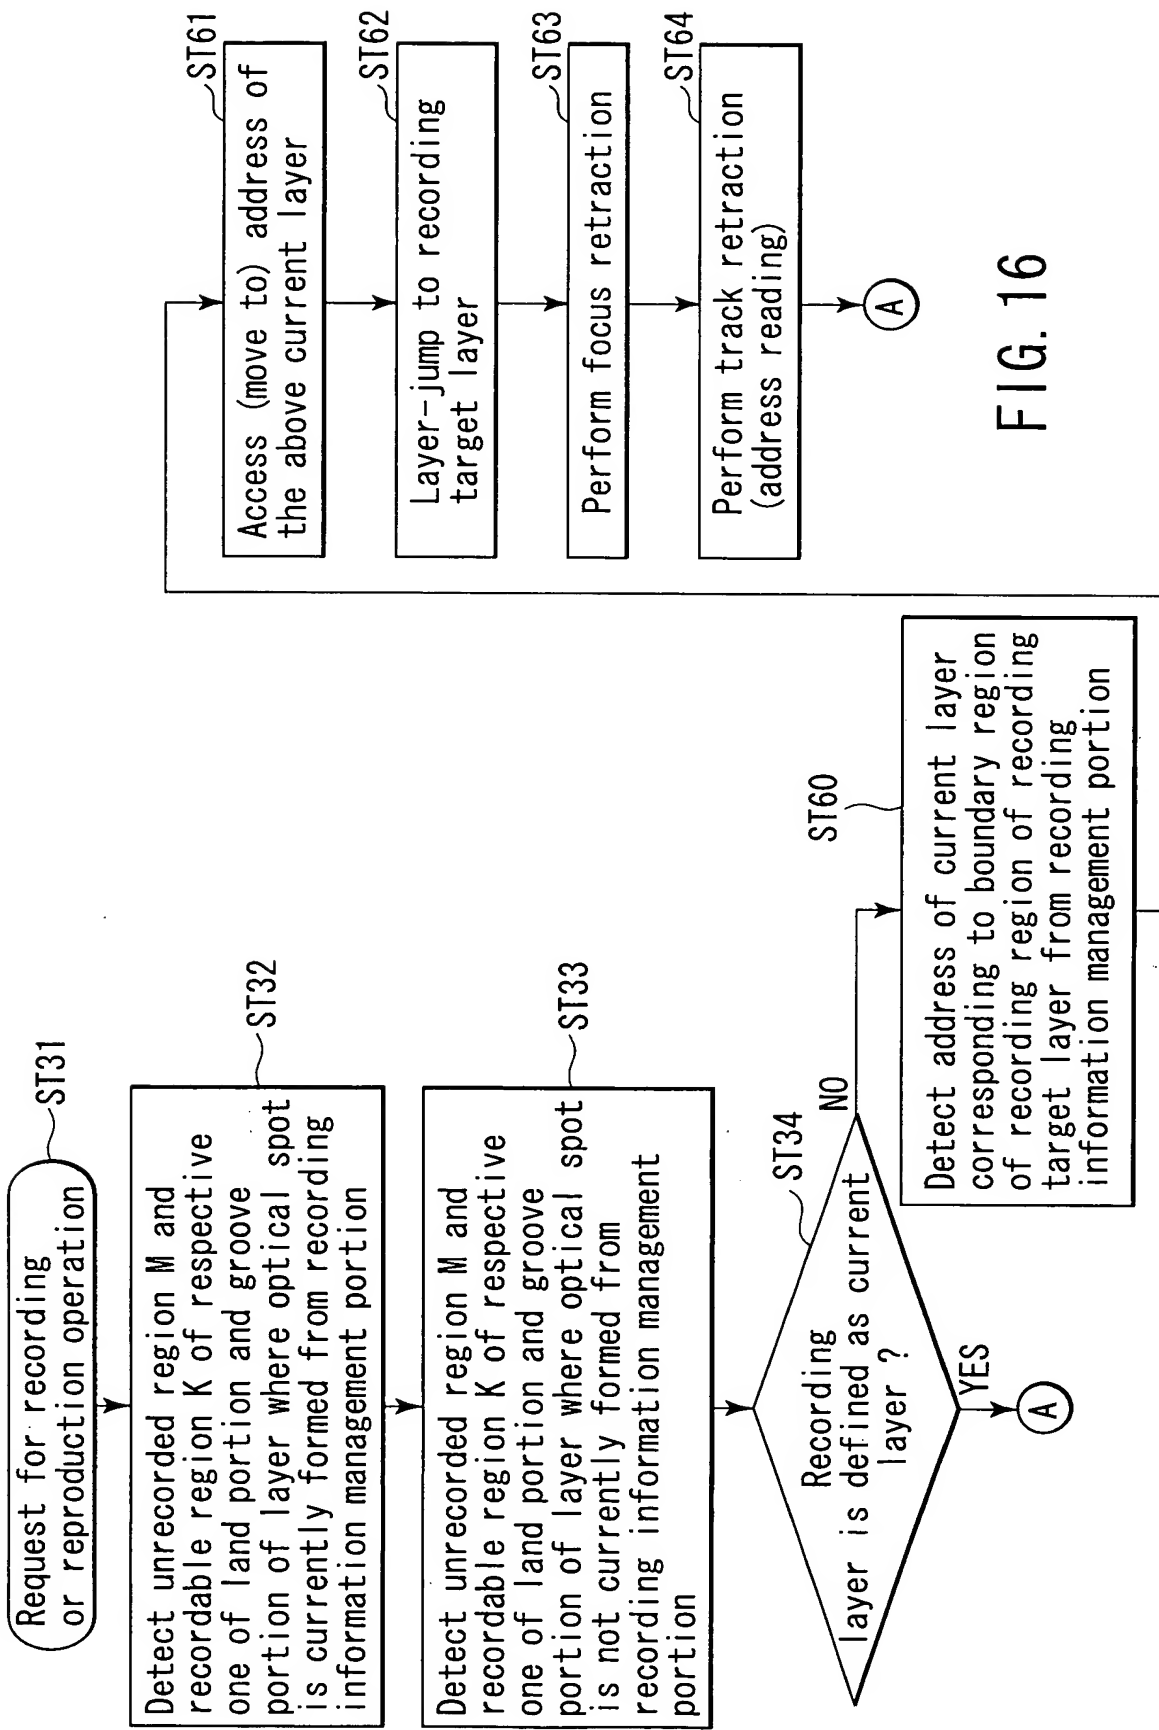 Request for recording
or reproduction operation
ST31
Detect unrecorded region M and
recordable region K of respective
one of land portion and groove
portion of layer where optical spot
is currently formed from recording
information management portion
ST32
Detect unrecorded region M and
recordable region K of respective
one of land portion and groove
portion of layer where optical spot
is not currently formed from
recording information management
portion
ST33
Recording
layer is defined as current
layer ?
ST34
NO
YES
A
ST60
Detect address of current layer
corresponding to boundary region
of recording region of recording
target layer from recording
information management portion
ST61
Access (move to) address of
the above current layer
ST62
Layer-jump to recording
target layer
ST63
Perform focus retraction
ST64
Perform track retraction
(address reading)
A
FIG. 16